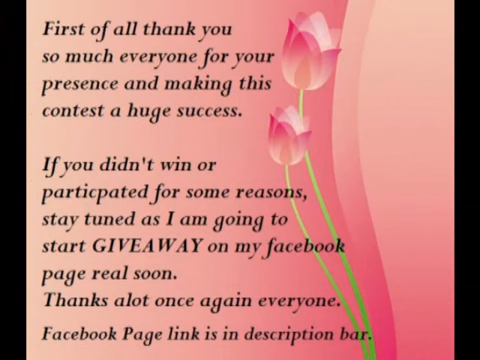 First of all thank you
so much everyone for your
presence and making this
contest a huge success.
If you didn't win or
particpated for some reasons,
stay tuned as I am going to
start GIVEAWAY on my facebook
page real soon.
Thanks alot once again everyone.
Facebook Page link is in description bar.